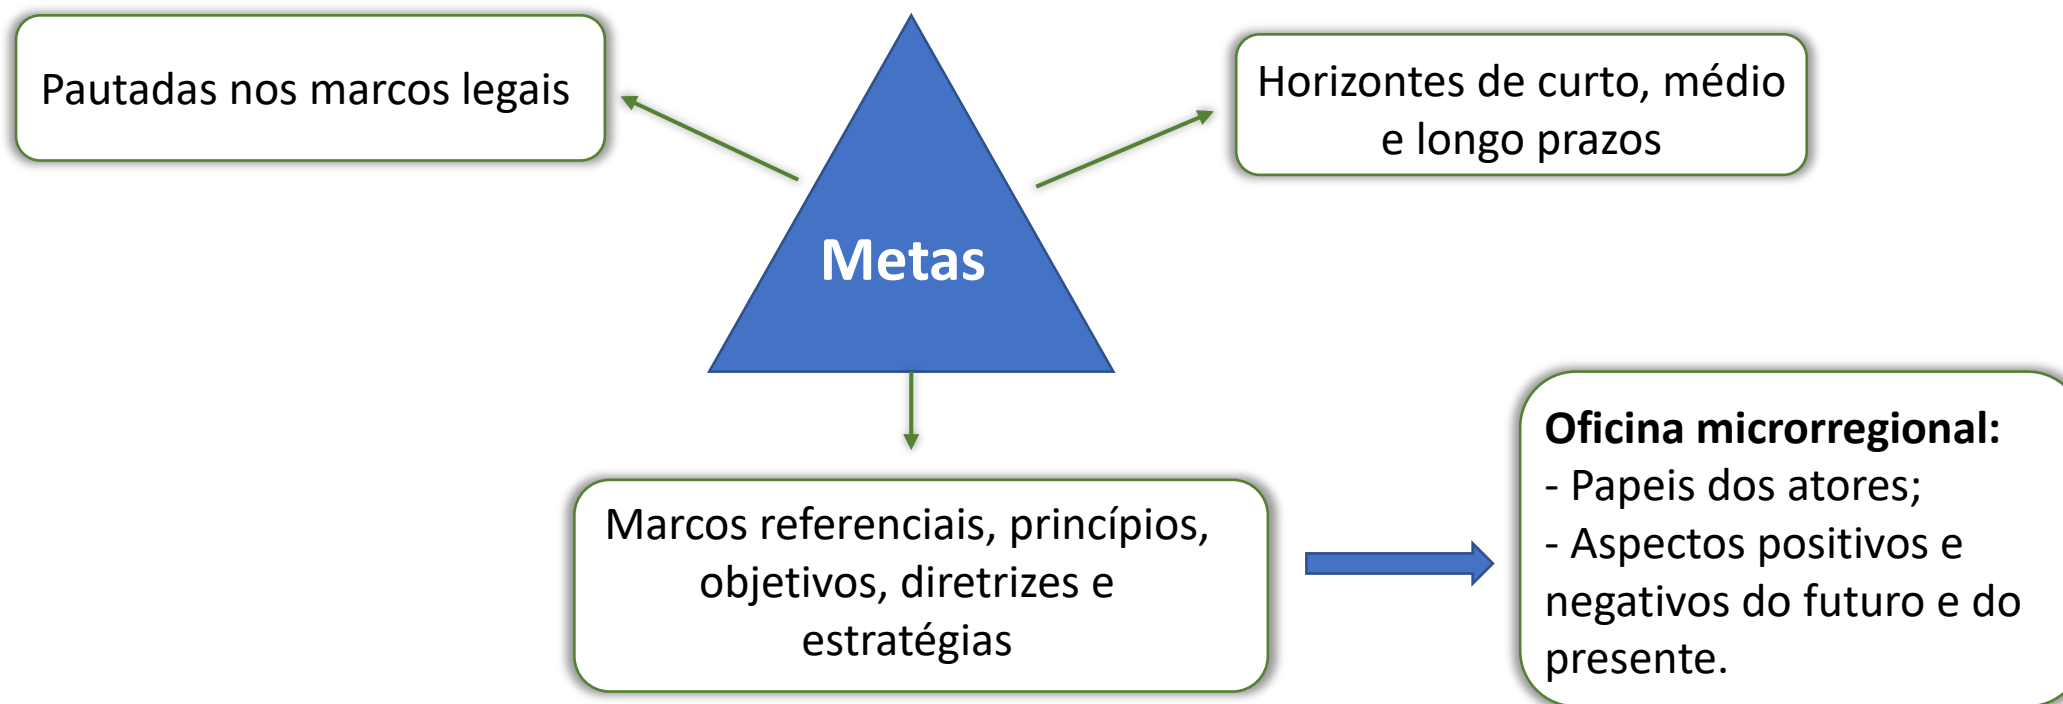 Pautadas nos marcos legais
Horizontes de curto, médio
e longo prazos
Metas
Marcos referenciais, princípios,
objetivos, diretrizes e
estratégias
Oficina microrregional:
- Papeis dos atores;
- Aspectos positivos e
negativos do futuro e do
presente.